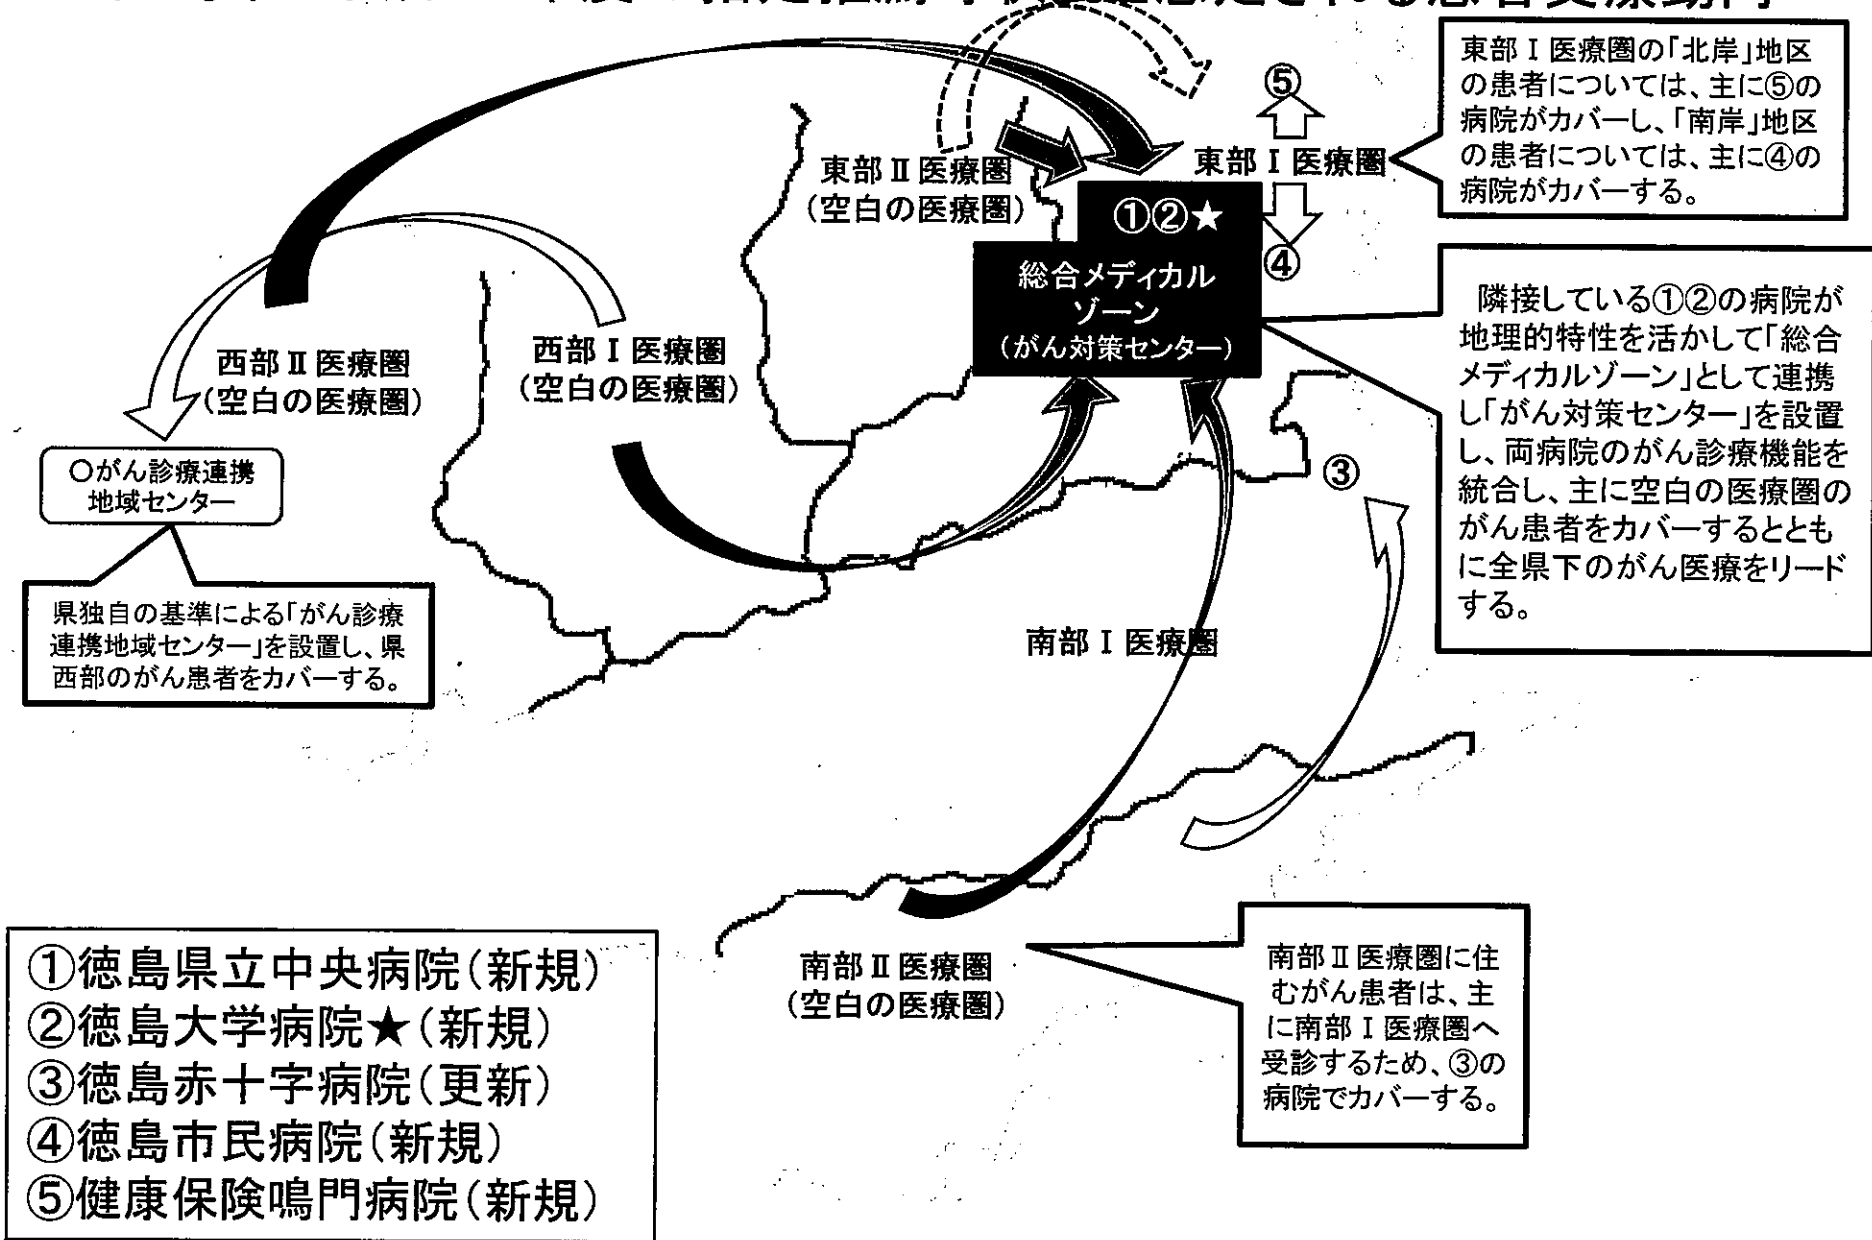 東部Ⅰ医療圏の「北岸」地区
の患者については、主に⑤の
病院がカバーし、「南岸」地区
の患者については、主に④の
病院がカバーする。
⑤
東部Ⅰ医療圏
④
東部Ⅱ医療圏
(空白の医療圏)
①②★
総合メディカル
ゾーン
(がん対策センター)
隣接している①②の病院が
地理的特性を活かして「総合
メディカルゾーン」として連携
し「がん対策センター」を設置
し、両病院のがん診療機能を
統合し、主に空白の医療圏の
がん患者をカバーするととも
に全県下のがん医療をリード
する。
西部Ⅱ医療圏
(空白の医療圏)
西部Ⅰ医療圏
(空白の医療圏)
○がん診療連携
地域センター
県独自の基準による「がん診療
連携地域センター」を設置し、県
西部のがん患者をカバーする。
③
南部Ⅰ医療圏
南部Ⅱ医療圏
(空白の医療圏)
南部Ⅱ医療圏に住
むがん患者は、主
に南部Ⅰ医療圏へ
受診するため、③の
病院でカバーする。
①徳島県立中央病院(新規)
②徳島大学病院★(新規)
③徳島赤十字病院(更新)
④徳島市民病院(新規)
⑤健康保険鳴門病院(新規)